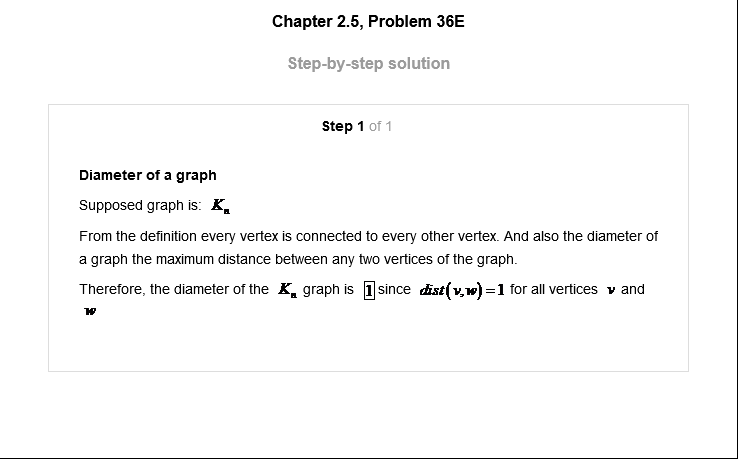 Chapter 2.5, Problem 36E
Step-by-step solution
Step 1 of 1
Diameter of a graph
Supposed graph is: Kₙ
From the definition every vertex is connected to every other vertex. And also the diameter of
a graph the maximum distance between any two vertices of the graph.
Therefore, the diameter of the Kₙ graph is 1 since dist(v,w)=1 for all vertices v and
w